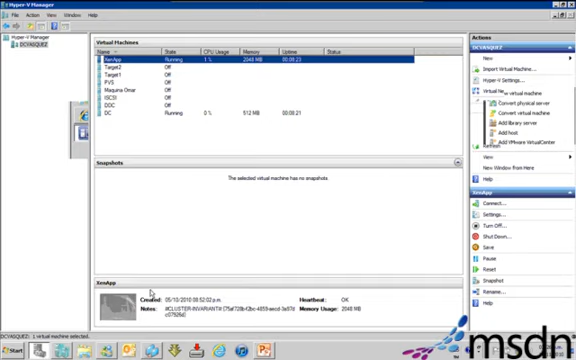 Hyper-V Manager
File Action View Window Help
Hyper-V Manager
DCVASQUEZ
Virtual Machines
Name State CPU Usage Memory Uptime Status
XenApp Running 1 % 2048 MB 00:08:23
Target2 Off
Target1 Off
PVS Off
Maquina Omar Off
ISCSI Off
DDC Off
DC Running 0 % 512 MB 00:08:21
Snapshots
The selected virtual machine has no snapshots
XenApp
Created: 05/10/2010 08:52:02 p.m.
Heartbeat: OK
Notes:
Memory Usage: 2048 MB
DCVASQUEZ: 1 virtual machine selected.
Actions
DCVASQUEZ
New
Import Virtual Machine...
Hyper-V Settings...
Virtual Ne
w virtual machine
Convert physical server
Convert virtual machine
Add library server
Add host
Add VMware VirtualCenter
Refresh
View
New Window from Here
Help
XenApp
Connect...
Settings...
Turn Off...
Shut Down...
Save
Pause
Reset
Snapshot
Rename...
Help
Start
msdn